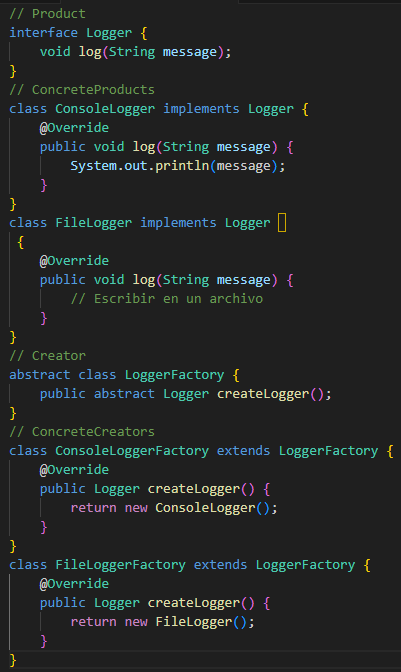 // Product
interface Logger {
    void log(String message);
}
// ConcreteProducts
class ConsoleLogger implements Logger {
    @Override
    public void log(String message) {
        System.out.println(message);
    }
}
class FileLogger implements Logger
 {
    @Override
    public void log(String message) {
        // Escribir en un archivo
    }
}
// Creator
abstract class LoggerFactory {
    public abstract Logger createLogger();
}
// ConcreteCreators
class ConsoleLoggerFactory extends LoggerFactory {
    @Override
    public Logger createLogger() {
        return new ConsoleLogger();
    }
}
class FileLoggerFactory extends LoggerFactory {
    @Override
    public Logger createLogger() {
        return new FileLogger();
    }
}